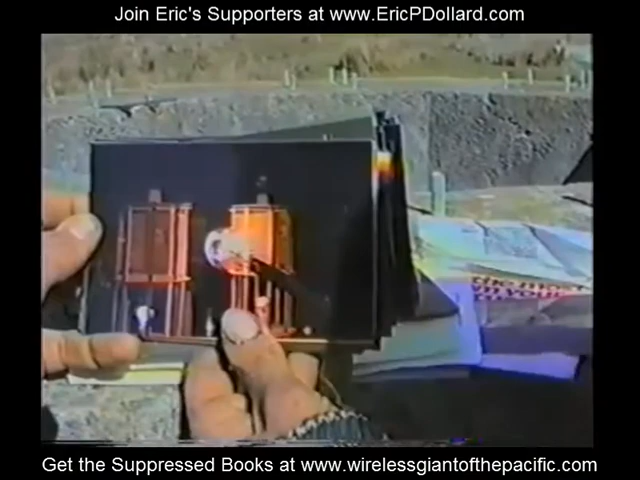 Join Eric's Supporters at www.EricPDollard.com
Get the Suppressed Books at www.wirelessgiantofthepacific.com